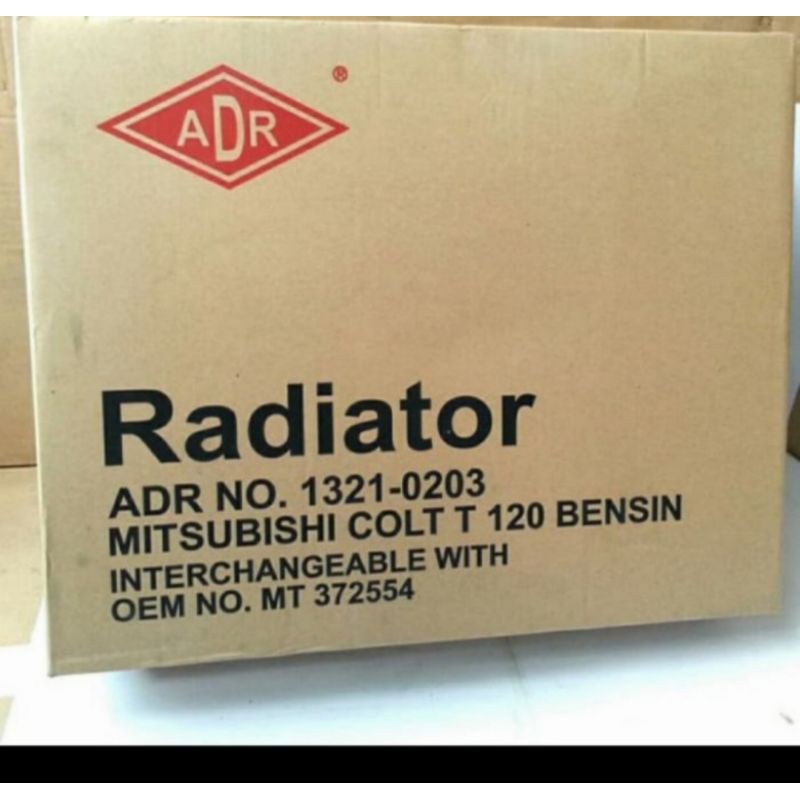 ADR ®
Radiator
ADR NO. 1321-0203
MITSUBISHI COLT T 120 BENSIN
INTERCHANGEABLE WITH
OEM NO. MT 372554